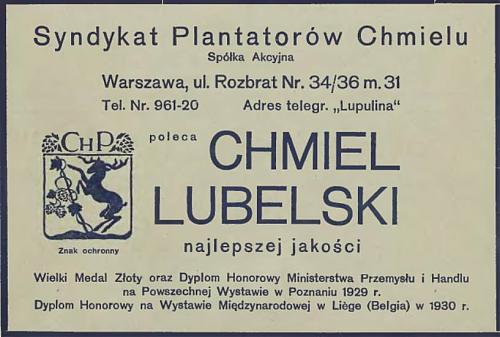 Syndykat Plantatorów Chmielu
Spółka Akcyjna
Warszawa, ul. Rozbrat Nr. 34/36 m. 31
Tel. Nr. 961-20 Adres telegr. „Lupulina“
ChP
Znak ochronny
poleca
CHMIEL
LUBELSKI
najlepszej jakości
Wielki Medal Złoty oraz Dyplom Honorowy Ministerstwa Przemysłu i Handlu
na Powszechnej Wystawie w Poznaniu 1929 r.
Dyplom Honorowy na Wystawie Międzynarodowej w Liège (Belgia) w 1930 r.